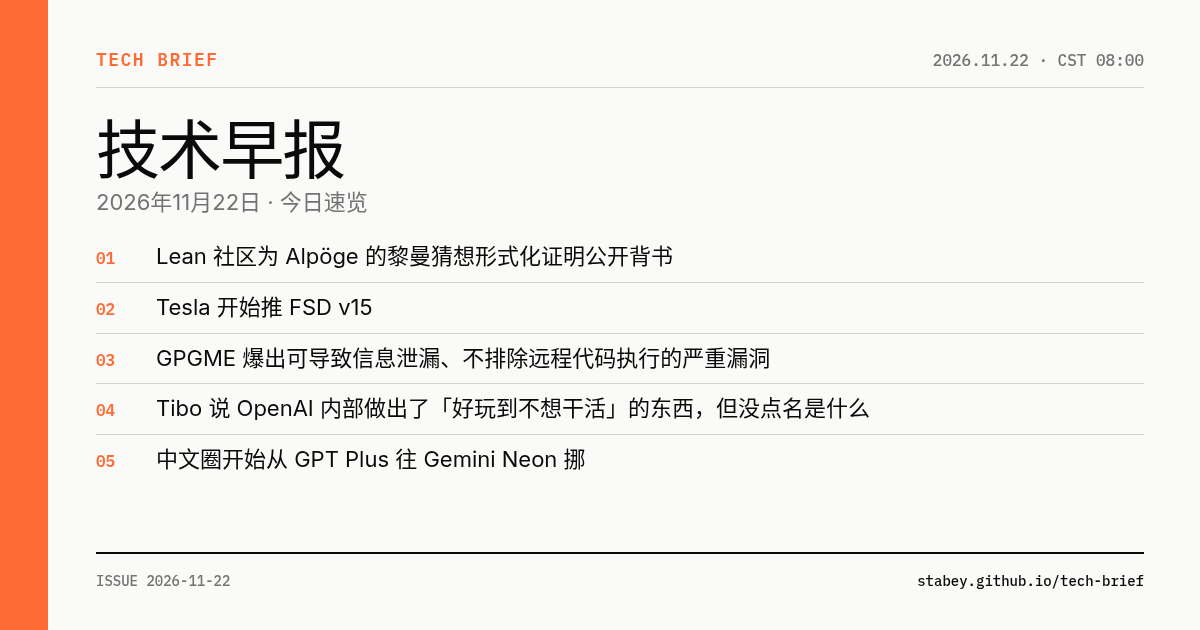 TECH BRIEF
2026.11.22 · CST 08:00
技术早报
2026年11月22日 · 今日速览
01 Lean 社区为 Alpöge 的黎曼猜想形式化证明公开背书
02 Tesla 开始推 FSD v15
03 GPGME 爆出可导致信息泄漏、不排除远程代码执行的严重漏洞
04 Tibo 说 OpenAI 内部做出了「好玩到不想干活」的东西，但没点名是什么
05 中文圈开始从 GPT Plus 往 Gemini Neon 挪
ISSUE 2026-11-22
stabey.github.io/tech-brief